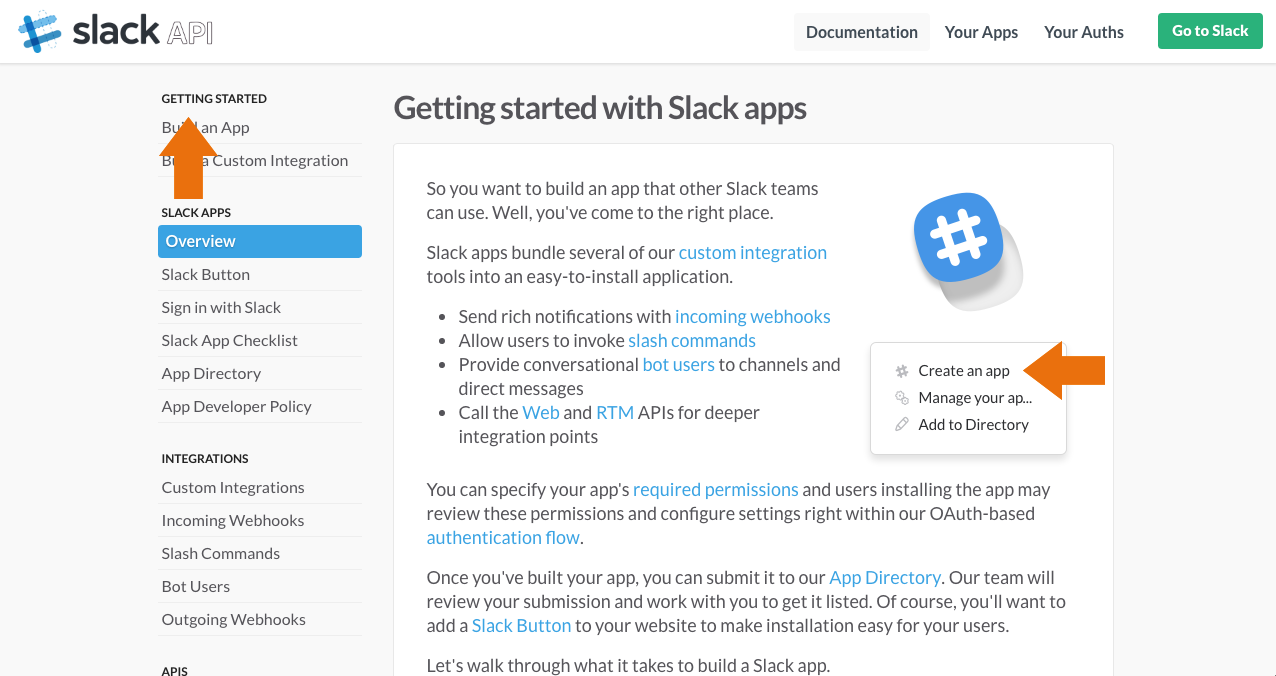 slack API
Documentation
Your Apps
Your Auths
Go to Slack
GETTING STARTED
Build an App
Build a Custom Integration
SLACK APPS
Overview
Slack Button
Sign in with Slack
Slack App Checklist
App Directory
App Developer Policy
INTEGRATIONS
Custom Integrations
Incoming Webhooks
Slash Commands
Bot Users
Outgoing Webhooks
APIS
Getting started with Slack apps
So you want to build an app that other Slack teams
can use. Well, you've come to the right place.
Slack apps bundle several of our custom integration
tools into an easy-to-install application.
• Send rich notifications with incoming webhooks
• Allow users to invoke slash commands
• Provide conversational bot users to channels and
direct messages
• Call the Web and RTM APIs for deeper
integration points
Create an app
Manage your ap...
Add to Directory
You can specify your app's required permissions and users installing the app may
review these permissions and configure settings right within our OAuth-based
authentication flow.
Once you've built your app, you can submit it to our App Directory. Our team will
review your submission and work with you to get it listed. Of course, you'll want to
add a Slack Button to your website to make installation easy for your users.
Let's walk through what it takes to build a Slack app.